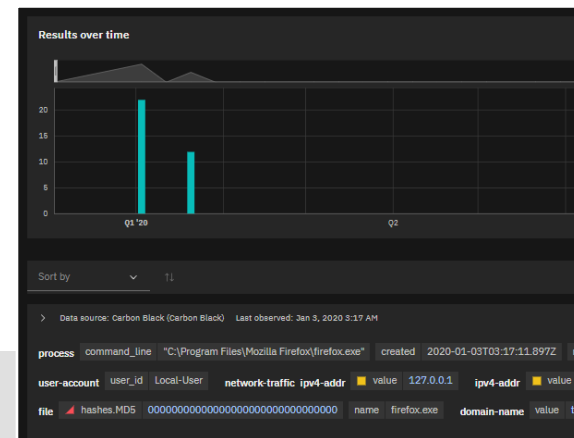 Results over time
20
15
10
5
0
Q1 '20
Q2
Sort by
Data source: Carbon Black (Carbon Black) Last observed: Jan 3, 2020 3:17 AM
process command_line "C:\Program Files\Mozilla Firefox\firefox.exe" created 2020-01-03T03:17:11.897Z
user-account user_id Local-User network-traffic ipv4-addr value 127.0.0.1 ipv4-addr value
file hashes.MD5 00000000000000000000000000000000 name firefox.exe domain-name value t